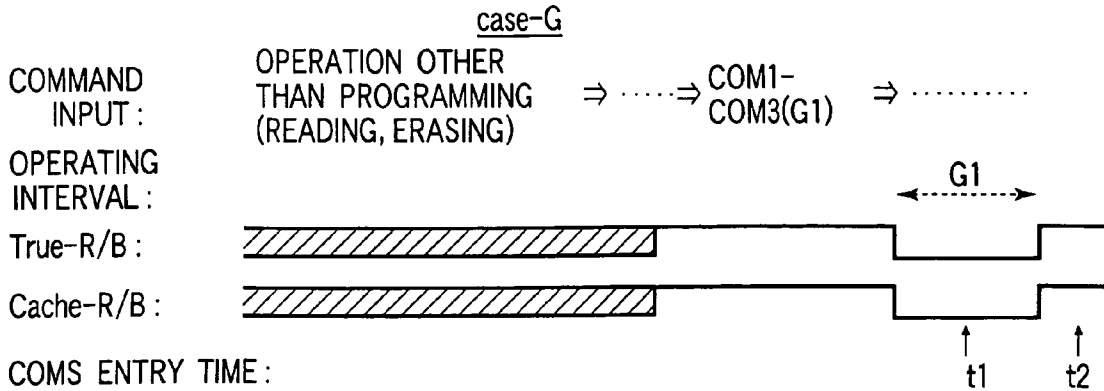 case-G
COMMAND INPUT :
OPERATION OTHER THAN PROGRAMMING (READING, ERASING) ⇒ ····· ⇒ COM1-COM3(G1) ⇒ ··········
OPERATING INTERVAL :
G1
True-R/B :
Cache-R/B :
COMS ENTRY TIME :
t1 t2